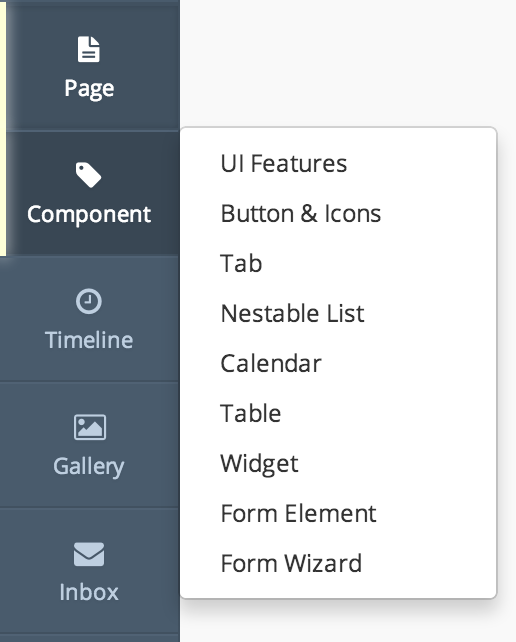 Page
Component
Timeline
Gallery
Inbox
UI Features
Button & Icons
Tab
Nestable List
Calendar
Table
Widget
Form Element
Form Wizard